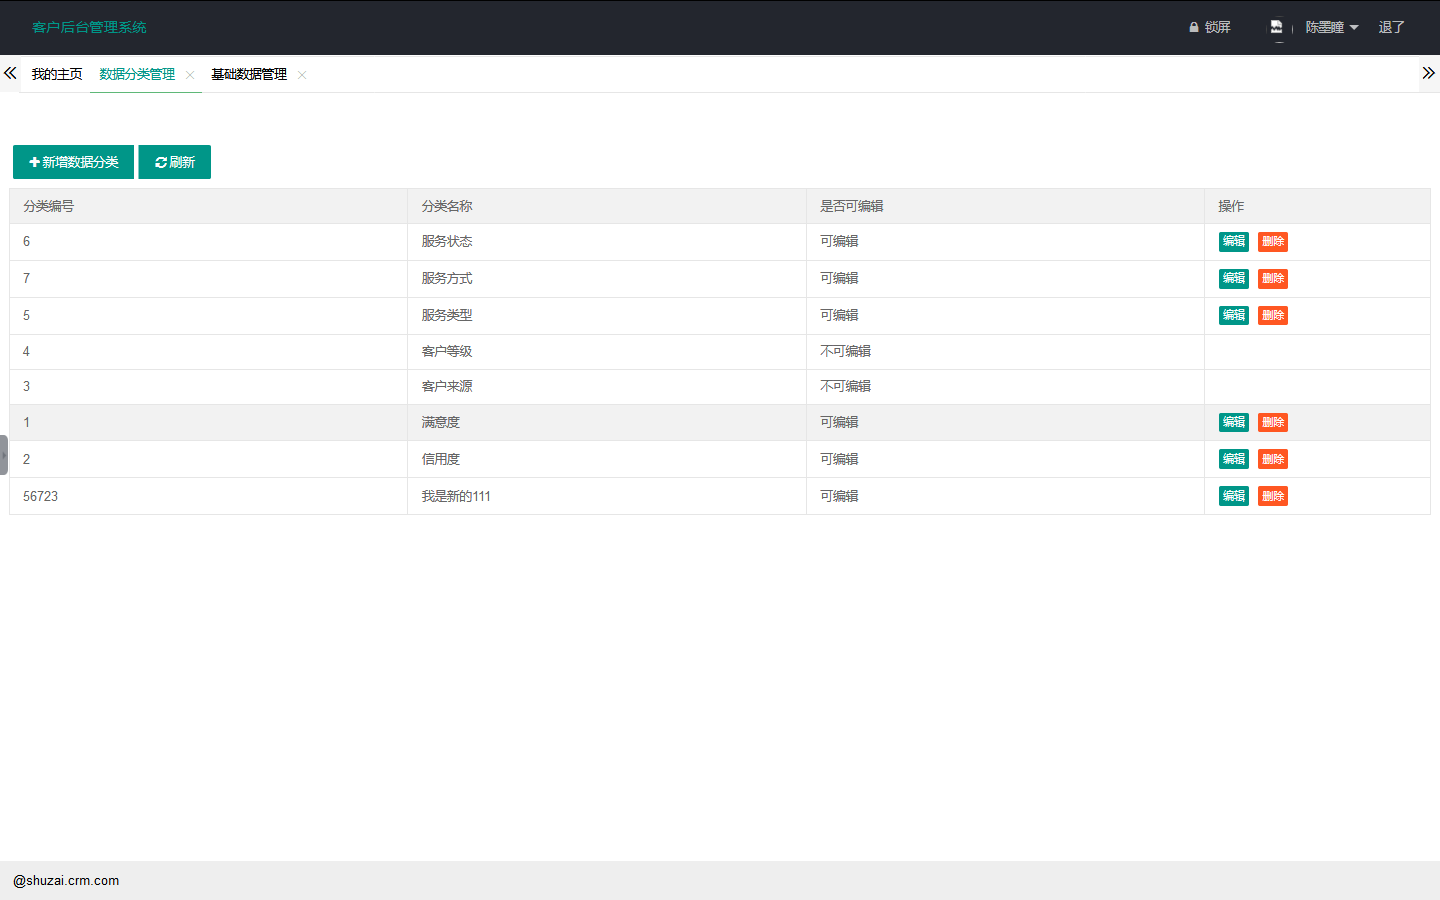 客户后台管理系统 锁屏 陈墨瞳 退了
我的主页 数据分类管理 基础数据管理
新增数据分类 刷新
分类编号 分类名称 是否可编辑 操作
6 服务状态 可编辑 编辑 删除
7 服务方式 可编辑 编辑 删除
5 服务类型 可编辑 编辑 删除
4 客户等级 不可编辑
3 客户来源 不可编辑
1 满意度 可编辑 编辑 删除
2 信用度 可编辑 编辑 删除
56723 我是新的111 可编辑 编辑 删除
@shuzai.crm.com